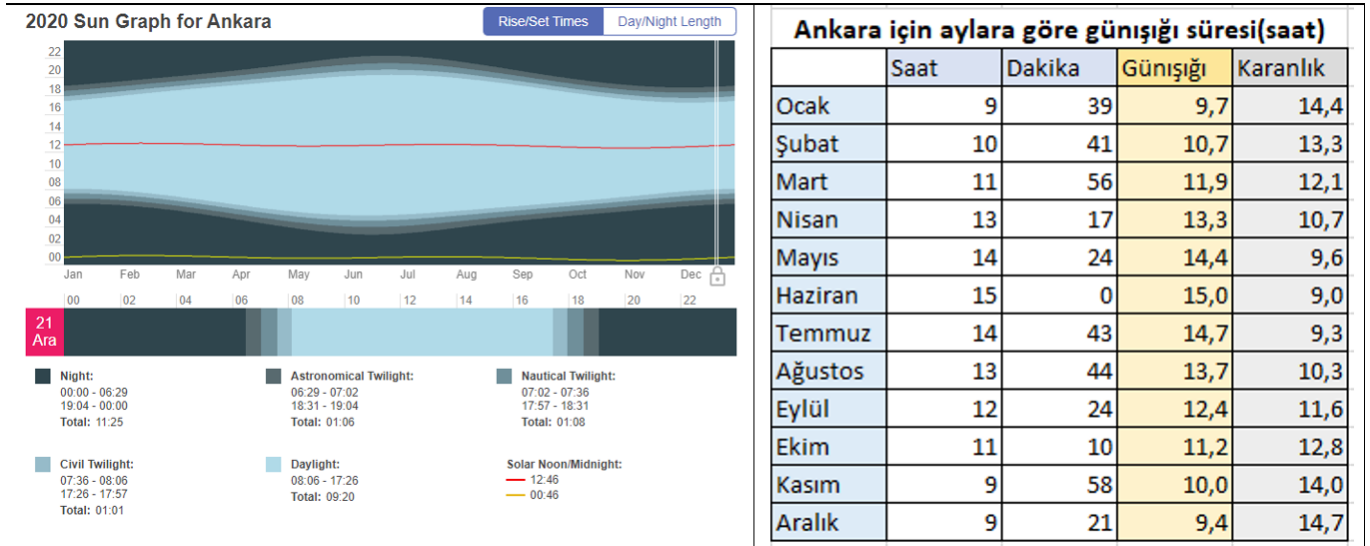 2020 Sun Graph for Ankara
Rise/Set Times
Day/Night Length
22
20
18
16
14
12
10
08
06
04
02
00
Jan Feb Mar Apr May Jun Jul Aug Sep Oct Nov Dec
00 02 04 06 08 10 12 14 16 18 20 22
21
Ara
Night:
00:00 - 06:29
19:04 - 00:00
Total: 11:25
Astronomical Twilight:
06:29 - 07:02
18:31 - 19:04
Total: 01:06
Nautical Twilight:
07:02 - 07:36
17:57 - 18:31
Total: 01:08
Civil Twilight:
07:36 - 08:06
17:26 - 17:57
Total: 01:01
Daylight:
08:06 - 17:26
Total: 09:20
Solar Noon/Midnight:
12:46
00:46
Ankara için aylara göre günışığı süresi(saat)
Saat Dakika Günışığı Karanlık
Ocak 9 39 9,7 14,4
Şubat 10 41 10,7 13,3
Mart 11 56 11,9 12,1
Nisan 13 17 13,3 10,7
Mayıs 14 24 14,4 9,6
Haziran 15 0 15,0 9,0
Temmuz 14 43 14,7 9,3
Ağustos 13 44 13,7 10,3
Eylül 12 24 12,4 11,6
Ekim 11 10 11,2 12,8
Kasım 9 58 10,0 14,0
Aralık 9 21 9,4 14,7